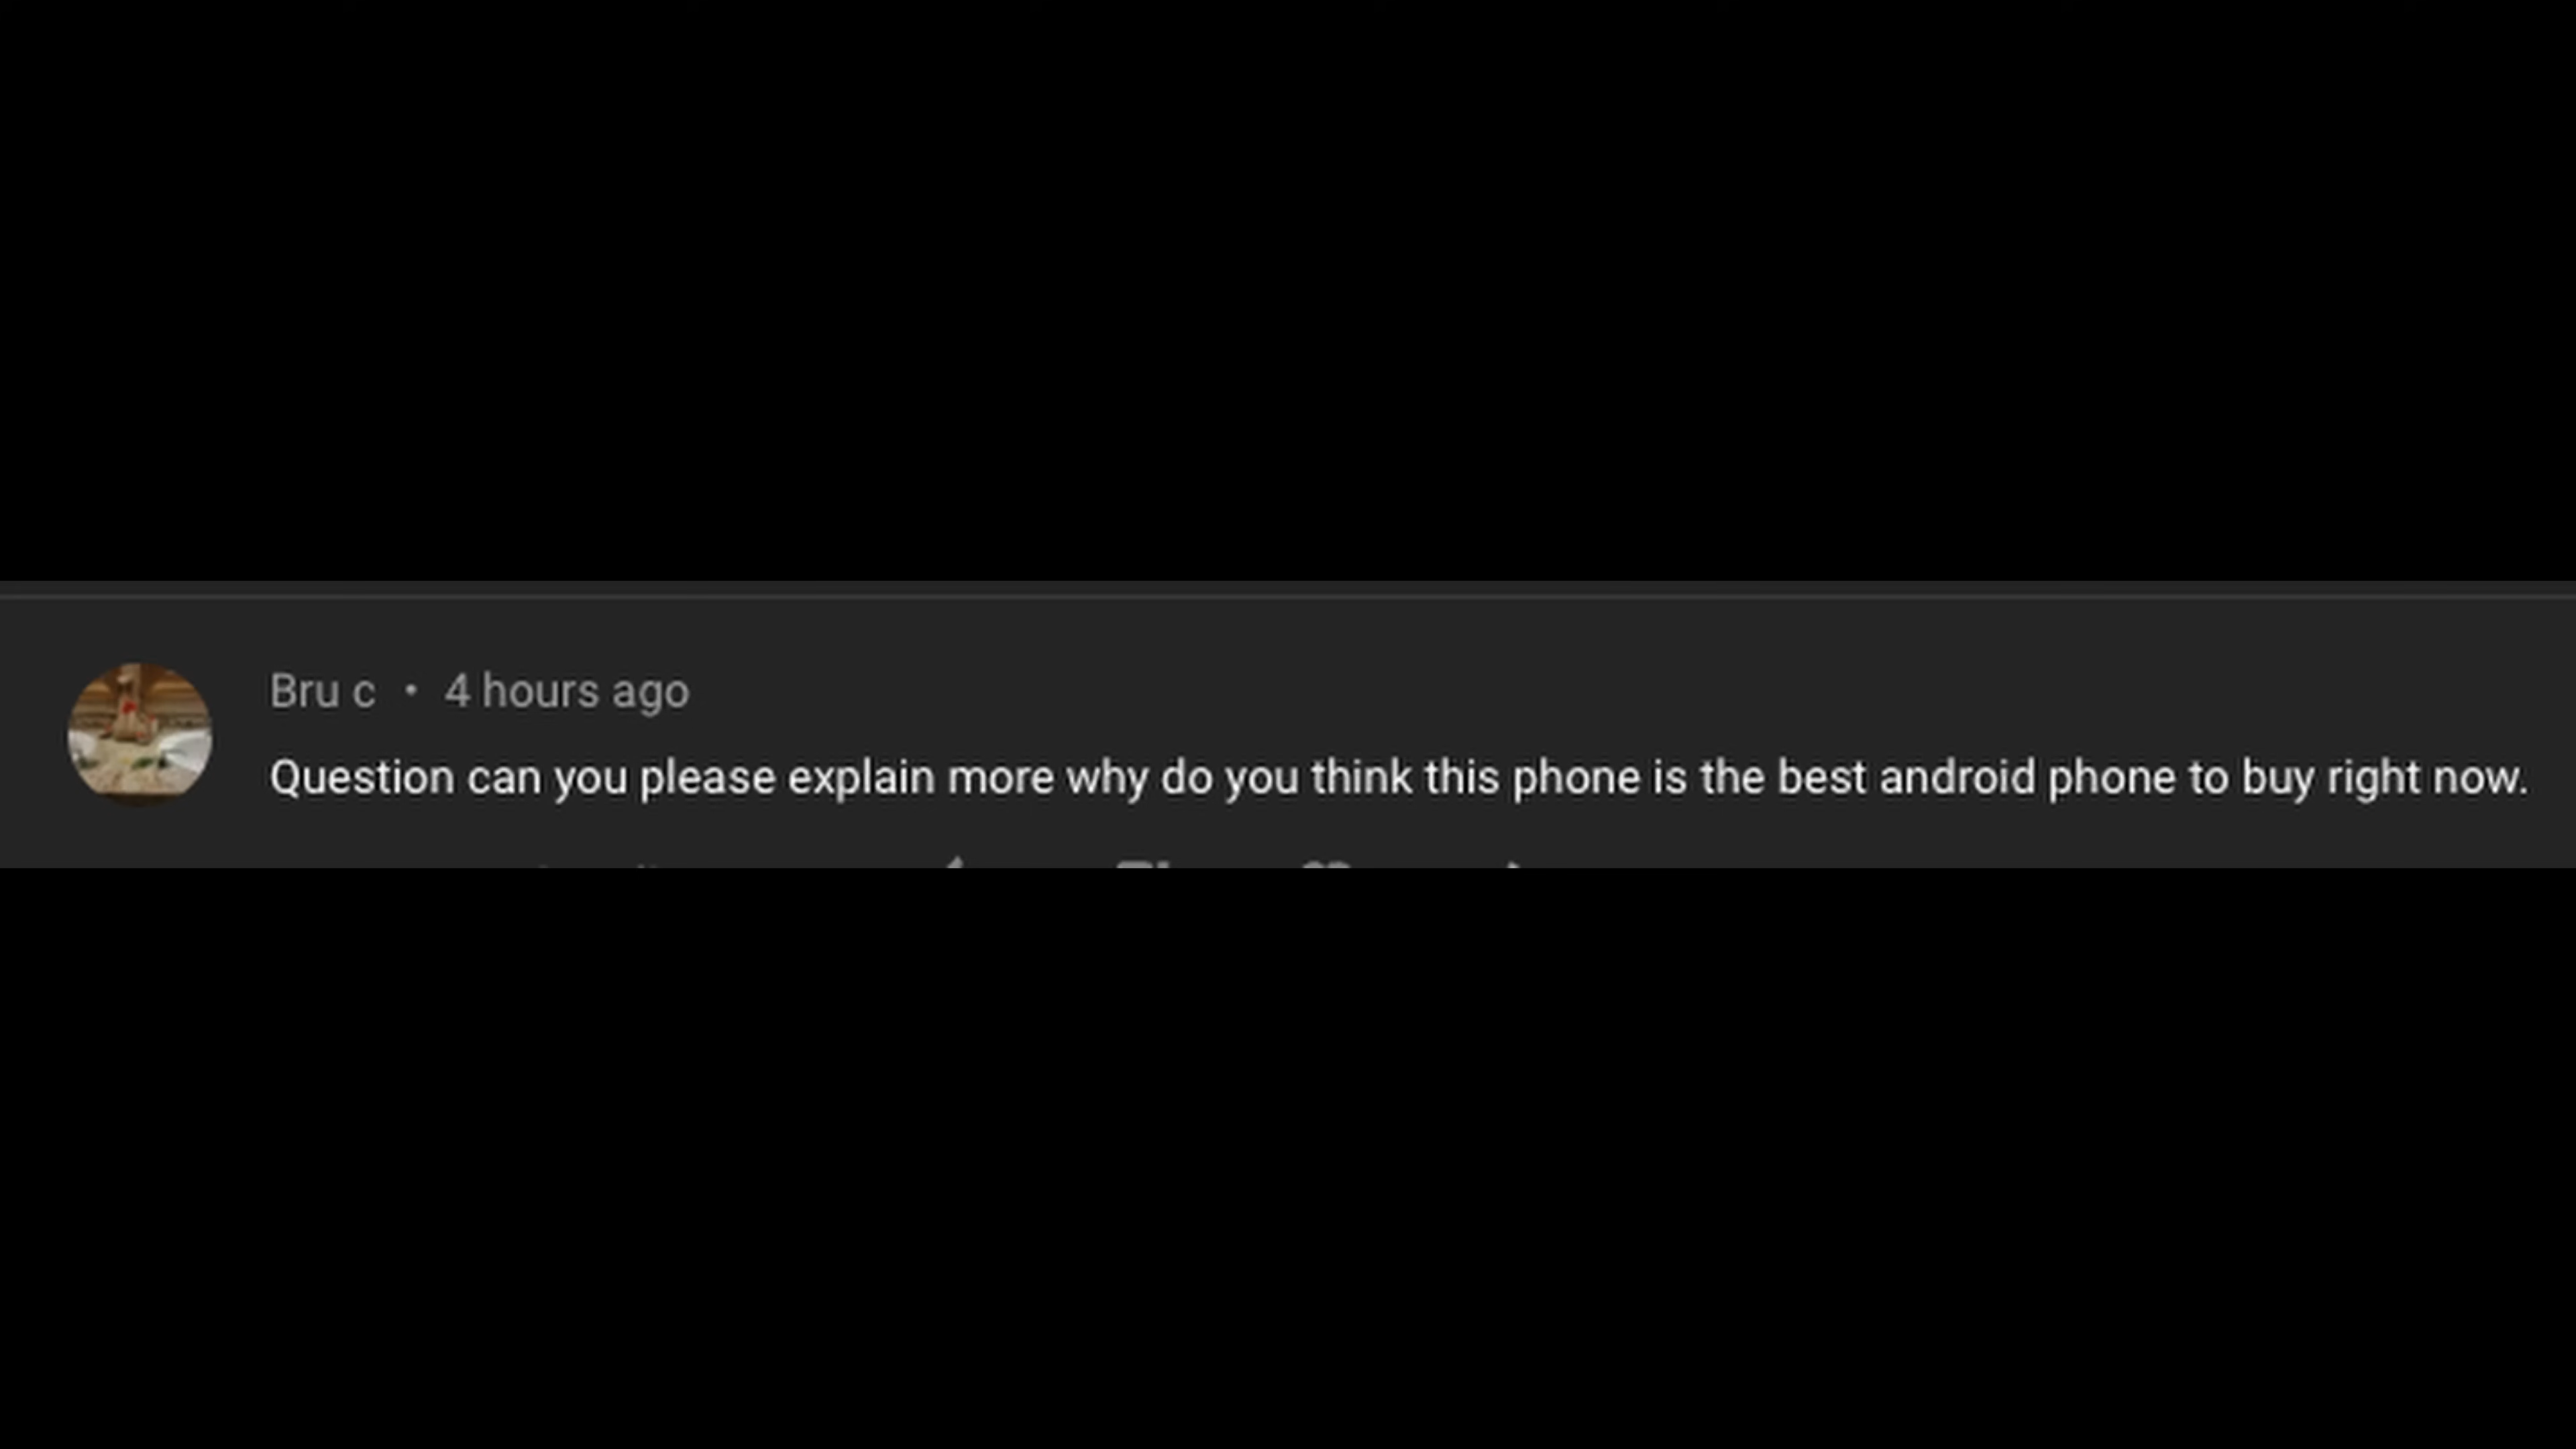 Bru c • 4 hours ago
Question can you please explain more why do you think this phone is the best android phone to buy right now.